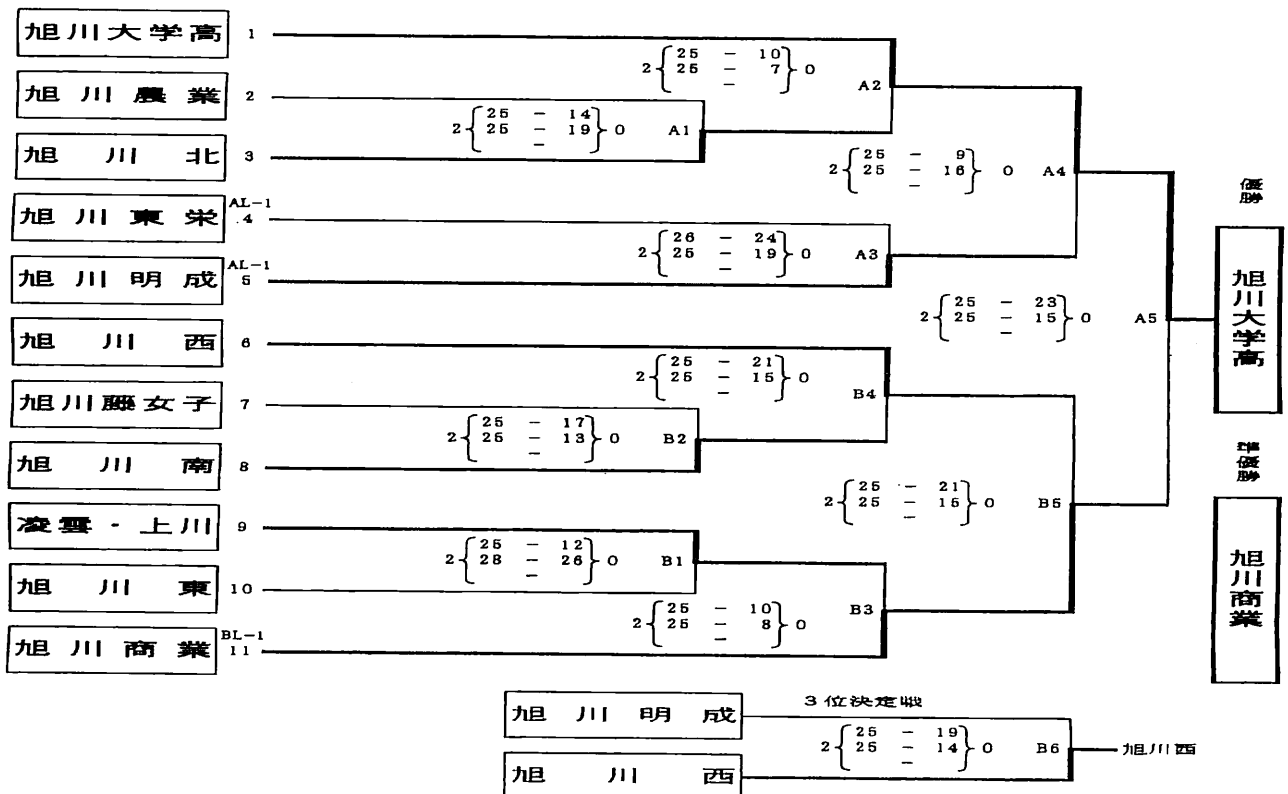 旭川大学高 1
2 { 25 - 10
25 - 7 } 0 A2
-
旭川農業 2
2 { 25 - 14
25 - 19 } 0 A1
-
旭川北 3
2 { 25 - 9
25 - 16 } 0 A4
-
旭川東栄 AL-1 4
2 { 26 - 24
25 - 19 } 0 A3
-
旭川明成 AL-1 5
2 { 25 - 23
25 - 15 } 0 A5
-
旭川西 6
2 { 25 - 21
25 - 15 } 0 B4
-
旭川藤女子 7
2 { 25 - 17
25 - 13 } 0 B2
-
旭川南 8
2 { 25 - 21
25 - 15 } 0 B5
-
凌雲・上川 9
2 { 25 - 12
28 - 26 } 0 B1
-
旭川東 10
2 { 25 - 10
25 - 8 } 0 B3
-
旭川商業 BL-1 11
優勝
旭川大学高
準優勝
旭川商業
3位決定戦
旭川明成
2 { 25 - 19
25 - 14 } 0 B6
-
旭川西
旭川西